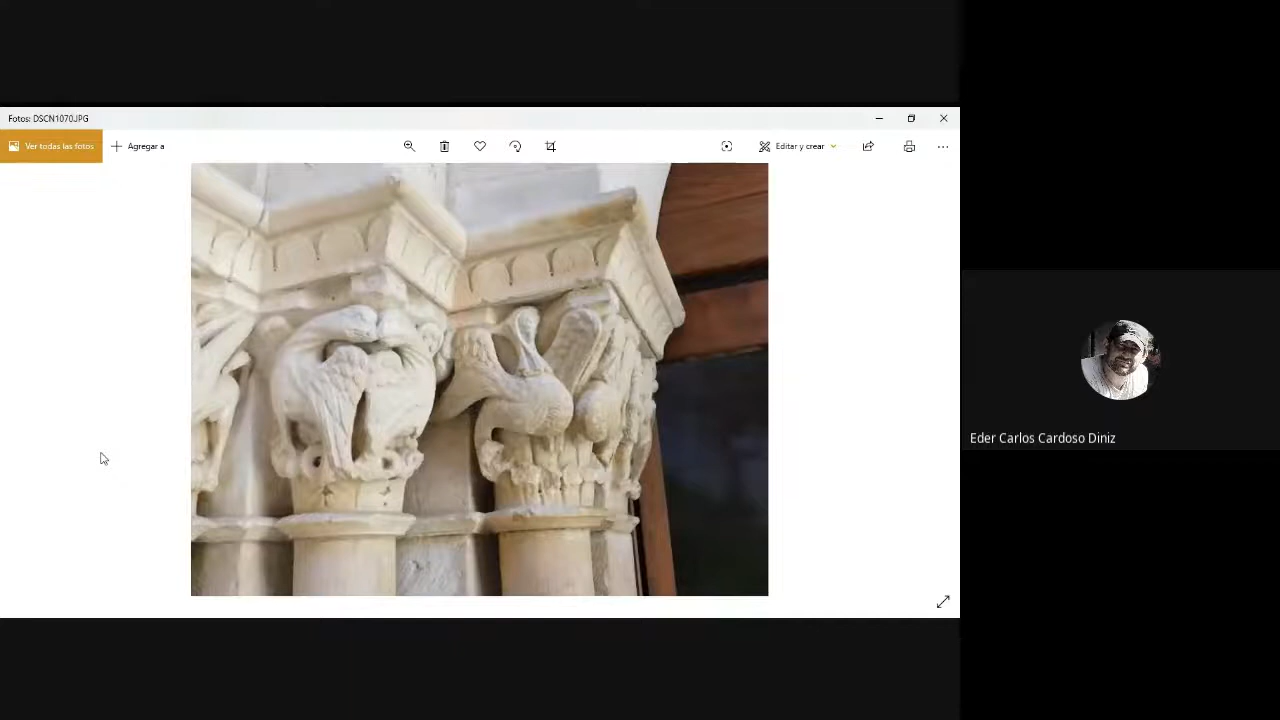 Fotos: DSCN1070.JPG
Ver todas las fotos
Agregar a
Editar y crear
Eder Carlos Cardoso Diniz